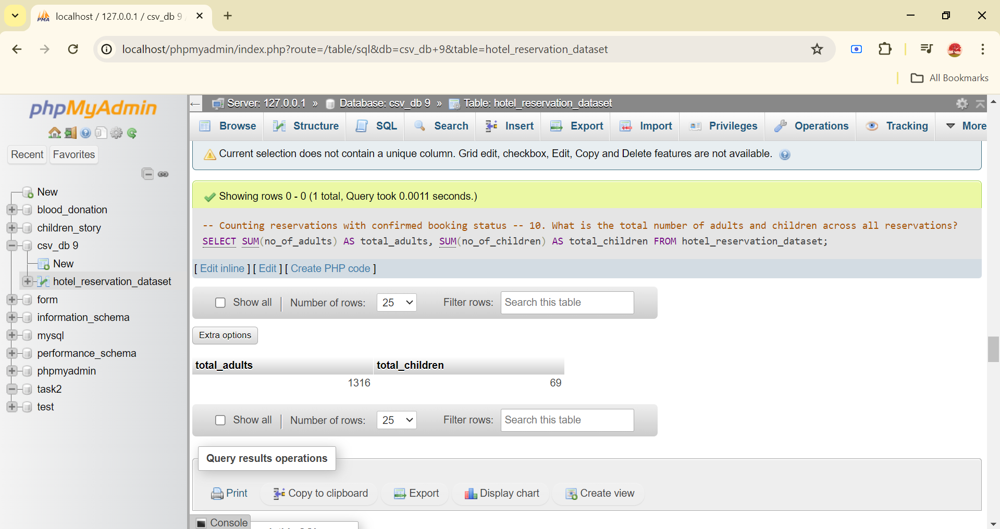 localhost / 127.0.0.1 / csv_db 9
localhost/phpmyadmin/index.php?route=/table/sql&db=csv_db+9&table=hotel_reservation_dataset
All Bookmarks
phpMyAdmin
Recent
Favorites
New
blood_donation
children_story
csv_db 9
New
hotel_reservation_dataset
form
information_schema
mysql
performance_schema
phpmyadmin
task2
test
Server: 127.0.0.1 » Database: csv_db 9 » Table: hotel_reservation_dataset
Browse Structure SQL Search Insert Export Import Privileges Operations Tracking More
Current selection does not contain a unique column. Grid edit, checkbox, Edit, Copy and Delete features are not available.
Showing rows 0 - 0 (1 total, Query took 0.0011 seconds.)
-- Counting reservations with confirmed booking status -- 10. What is the total number of adults and children across all reservations?
SELECT SUM(no_of_adults) AS total_adults, SUM(no_of_children) AS total_children FROM hotel_reservation_dataset;
[ Edit inline ] [ Edit ] [ Create PHP code ]
Show all | Number of rows: 25 Filter rows: Search this table
Extra options
total_adults total_children
1316 69
Show all | Number of rows: 25 Filter rows: Search this table
Query results operations
Print Copy to clipboard Export Display chart Create view
Console